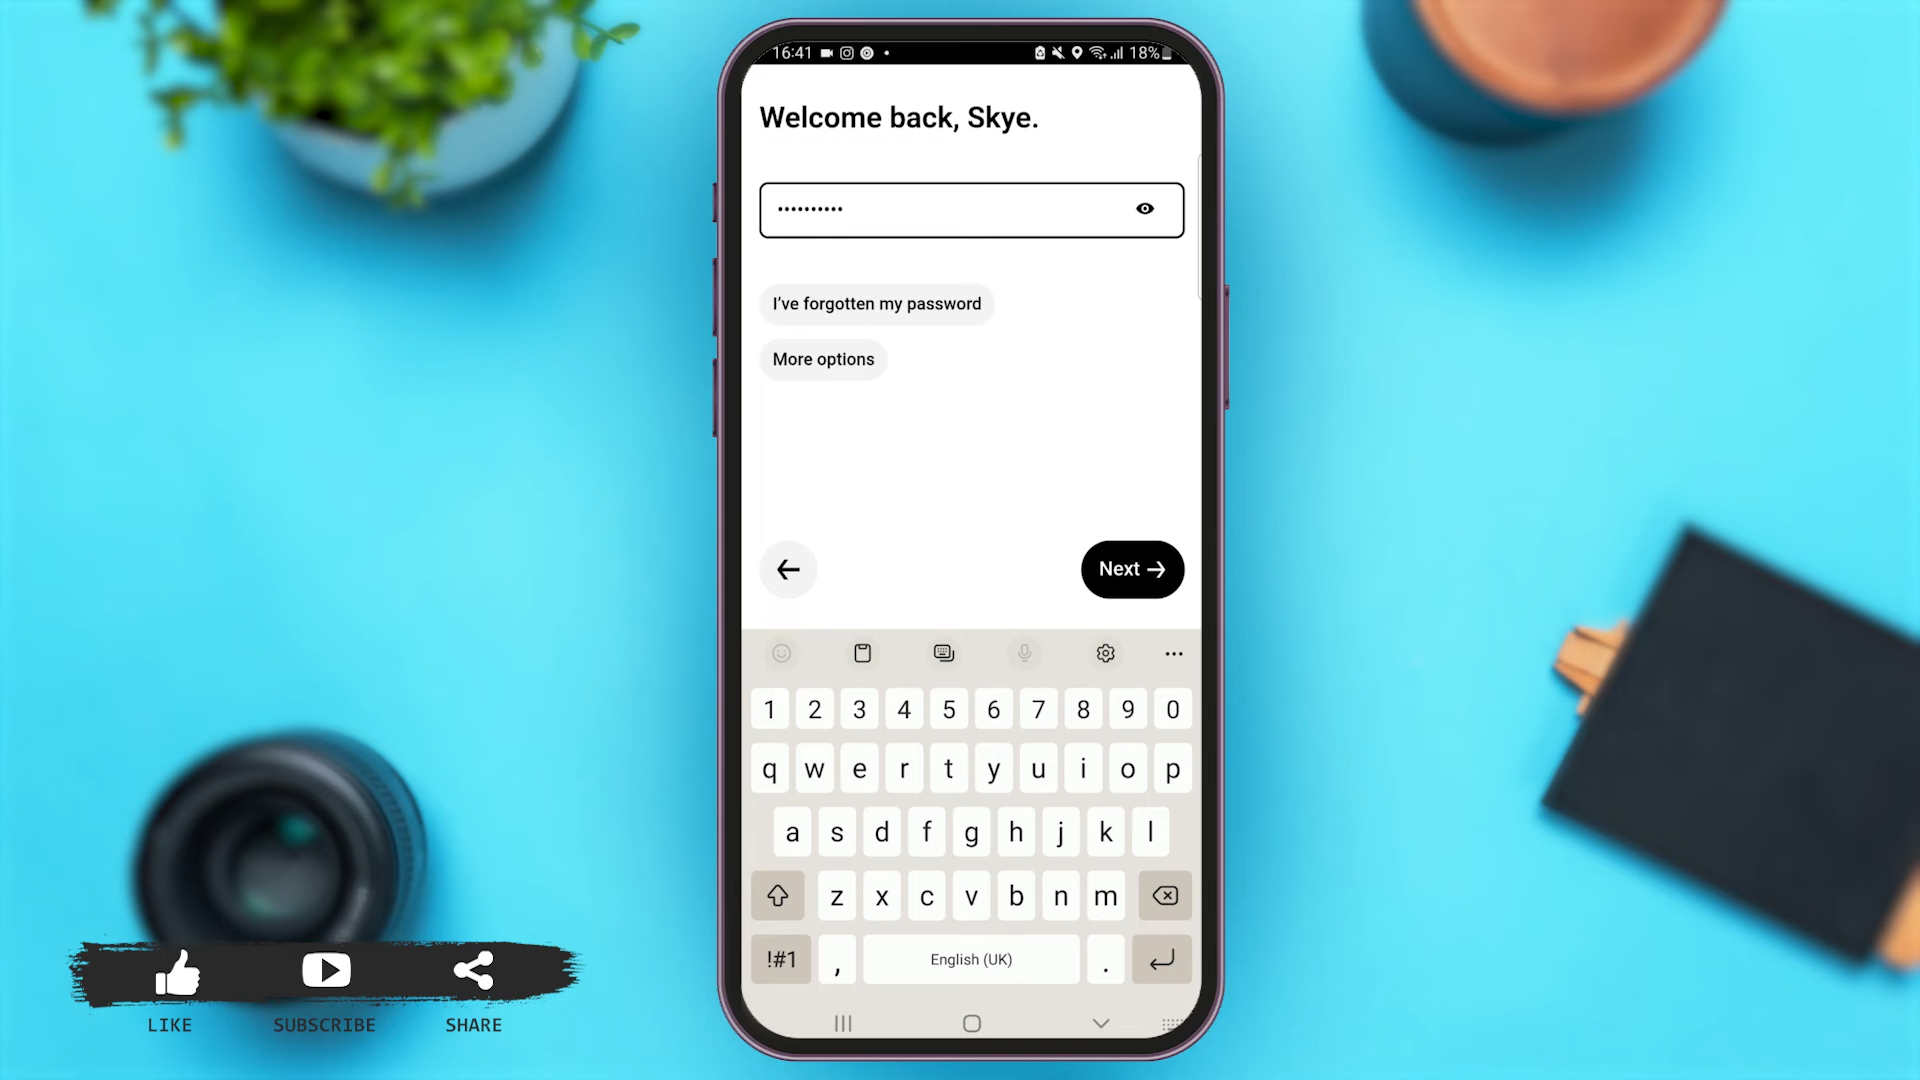 16:41
18%
Welcome back, Skye.
••••••••••
I've forgotten my password
More options
Next →
1 2 3 4 5 6 7 8 9 0
q w e r t y u i o p
a s d f g h j k l
z x c v b n m
!#1 , English (UK) .
LIKE SUBSCRIBE SHARE